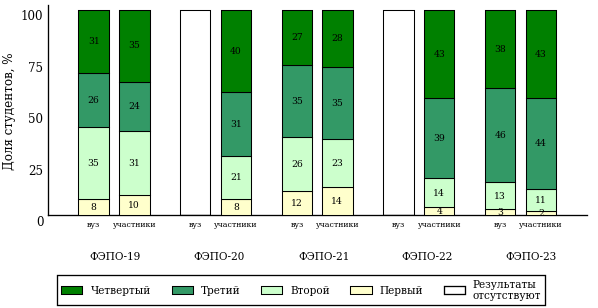 Доля студентов, %
100
75
50
25
0
31 35 40 27 28 43 38 43
26 24 31 35 35 39 46 44
35 31 21 26 23 14 13 11
8 10 8 12 14 4 3 2
вуз участники вуз участники вуз участники вуз участники вуз участники
ФЭПО-19 ФЭПО-20 ФЭПО-21 ФЭПО-22 ФЭПО-23
Четвертый Третий Второй Первый Результаты
отсутствуют